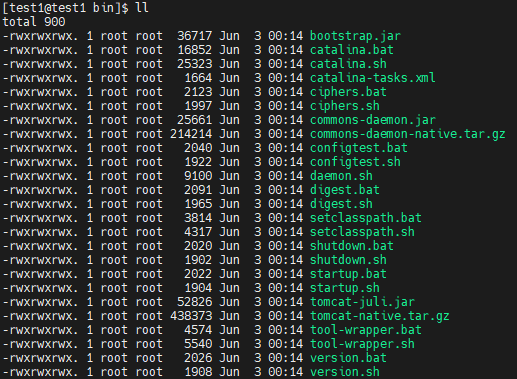 [test1@test1 bin]$ ll
total 900
-rwxrwxrwx. 1 root root  36717 Jun  3 00:14 bootstrap.jar
-rwxrwxrwx. 1 root root  16852 Jun  3 00:14 catalina.bat
-rwxrwxrwx. 1 root root  25323 Jun  3 00:14 catalina.sh
-rwxrwxrwx. 1 root root   1664 Jun  3 00:14 catalina-tasks.xml
-rwxrwxrwx. 1 root root   2123 Jun  3 00:14 ciphers.bat
-rwxrwxrwx. 1 root root   1997 Jun  3 00:14 ciphers.sh
-rwxrwxrwx. 1 root root  25661 Jun  3 00:14 commons-daemon.jar
-rwxrwxrwx. 1 root root 214214 Jun  3 00:14 commons-daemon-native.tar.gz
-rwxrwxrwx. 1 root root   2040 Jun  3 00:14 configtest.bat
-rwxrwxrwx. 1 root root   1922 Jun  3 00:14 configtest.sh
-rwxrwxrwx. 1 root root   9100 Jun  3 00:14 daemon.sh
-rwxrwxrwx. 1 root root   2091 Jun  3 00:14 digest.bat
-rwxrwxrwx. 1 root root   1965 Jun  3 00:14 digest.sh
-rwxrwxrwx. 1 root root   3814 Jun  3 00:14 setclasspath.bat
-rwxrwxrwx. 1 root root   4317 Jun  3 00:14 setclasspath.sh
-rwxrwxrwx. 1 root root   2020 Jun  3 00:14 shutdown.bat
-rwxrwxrwx. 1 root root   1902 Jun  3 00:14 shutdown.sh
-rwxrwxrwx. 1 root root   2022 Jun  3 00:14 startup.bat
-rwxrwxrwx. 1 root root   1904 Jun  3 00:14 startup.sh
-rwxrwxrwx. 1 root root  52826 Jun  3 00:14 tomcat-juli.jar
-rwxrwxrwx. 1 root root 438373 Jun  3 00:14 tomcat-native.tar.gz
-rwxrwxrwx. 1 root root   4574 Jun  3 00:14 tool-wrapper.bat
-rwxrwxrwx. 1 root root   5540 Jun  3 00:14 tool-wrapper.sh
-rwxrwxrwx. 1 root root   2026 Jun  3 00:14 version.bat
-rwxrwxrwx. 1 root root   1908 Jun  3 00:14 version.sh